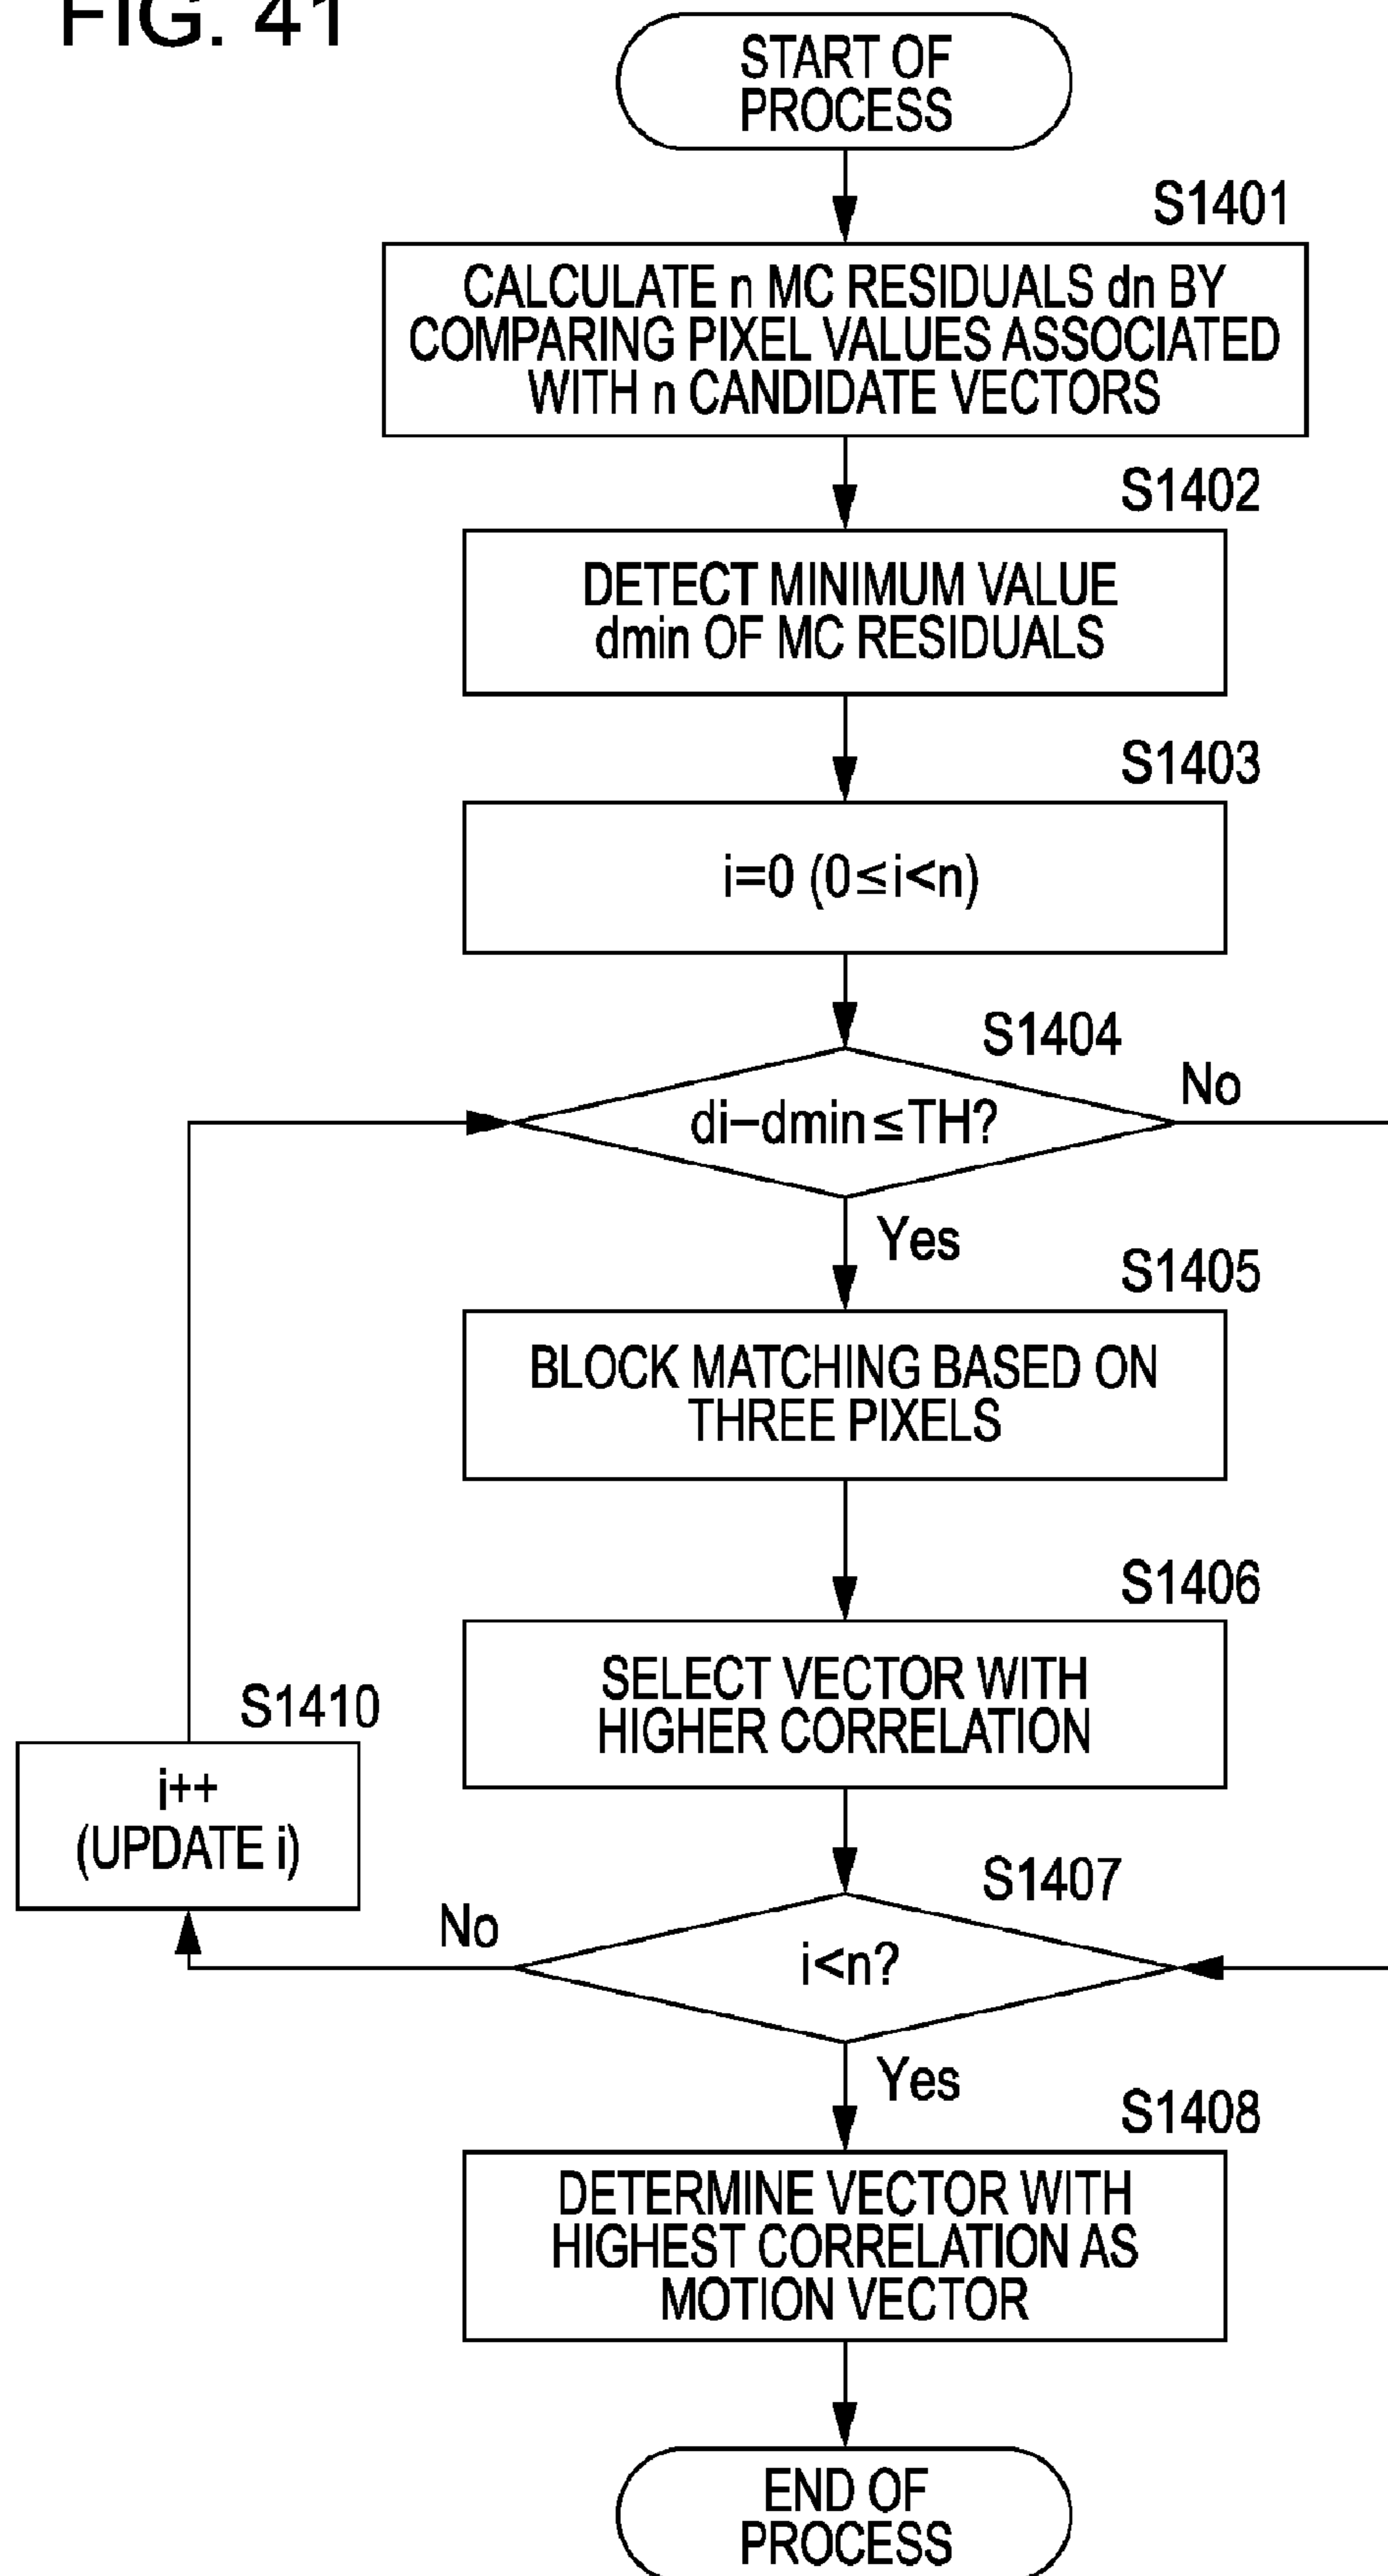 FIG. 41
START OF
PROCESS
S1401
CALCULATE n MC RESIDUALS dn BY
COMPARING PIXEL VALUES ASSOCIATED
WITH n CANDIDATE VECTORS
S1402
DETECT MINIMUM VALUE
dmin OF MC RESIDUALS
S1403
i=0 (0≤i<n)
S1404
di–dmin≤TH?
No
Yes
S1405
BLOCK MATCHING BASED ON
THREE PIXELS
S1406
SELECT VECTOR WITH
HIGHER CORRELATION
S1410
i++
(UPDATE i)
S1407
i<n?
No
Yes
S1408
DETERMINE VECTOR WITH
HIGHEST CORRELATION AS
MOTION VECTOR
END OF
PROCESS